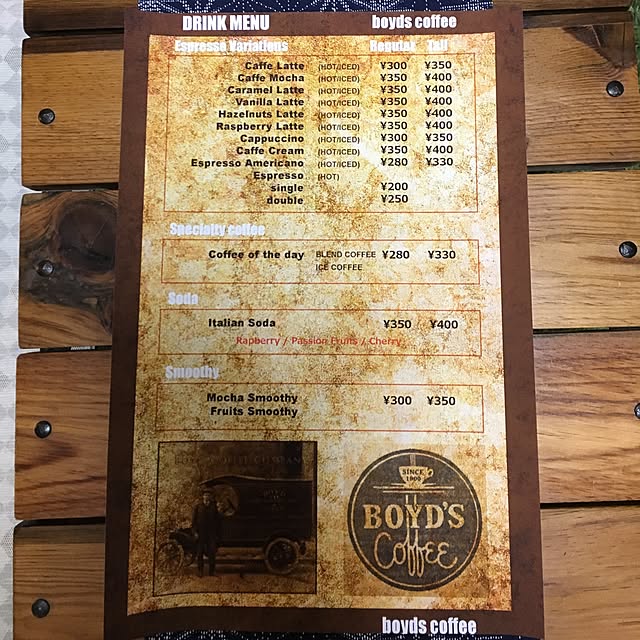 DRINK MENU boyds coffee
Espresso Variations Regular Tall
Caffe Latte (HOT/ICED) ¥300 ¥350
Caffe Mocha (HOT/ICED) ¥350 ¥400
Caramel Latte (HOT/ICED) ¥350 ¥400
Vanilla Latte (HOT/ICED) ¥350 ¥400
Hazelnuts Latte (HOT/ICED) ¥350 ¥400
Raspberry Latte (HOT/ICED) ¥350 ¥400
Cappuccino (HOT/ICED) ¥300 ¥350
Caffe Cream (HOT/ICED) ¥350 ¥400
Espresso Americano (HOT/ICED) ¥280 ¥330
Espresso (HOT)
single ¥200
double ¥250
Specialty coffee
Coffee of the day BLEND COFFEE ¥280 ¥330
ICE COFFEE
Soda
Italian Soda ¥350 ¥400
Rapberry / Passion Fruits / Cherry
Smoothy
Mocha Smoothy ¥300 ¥350
Fruits Smoothy
SINCE
1900
BOYD'S
Coffee
boyds coffee